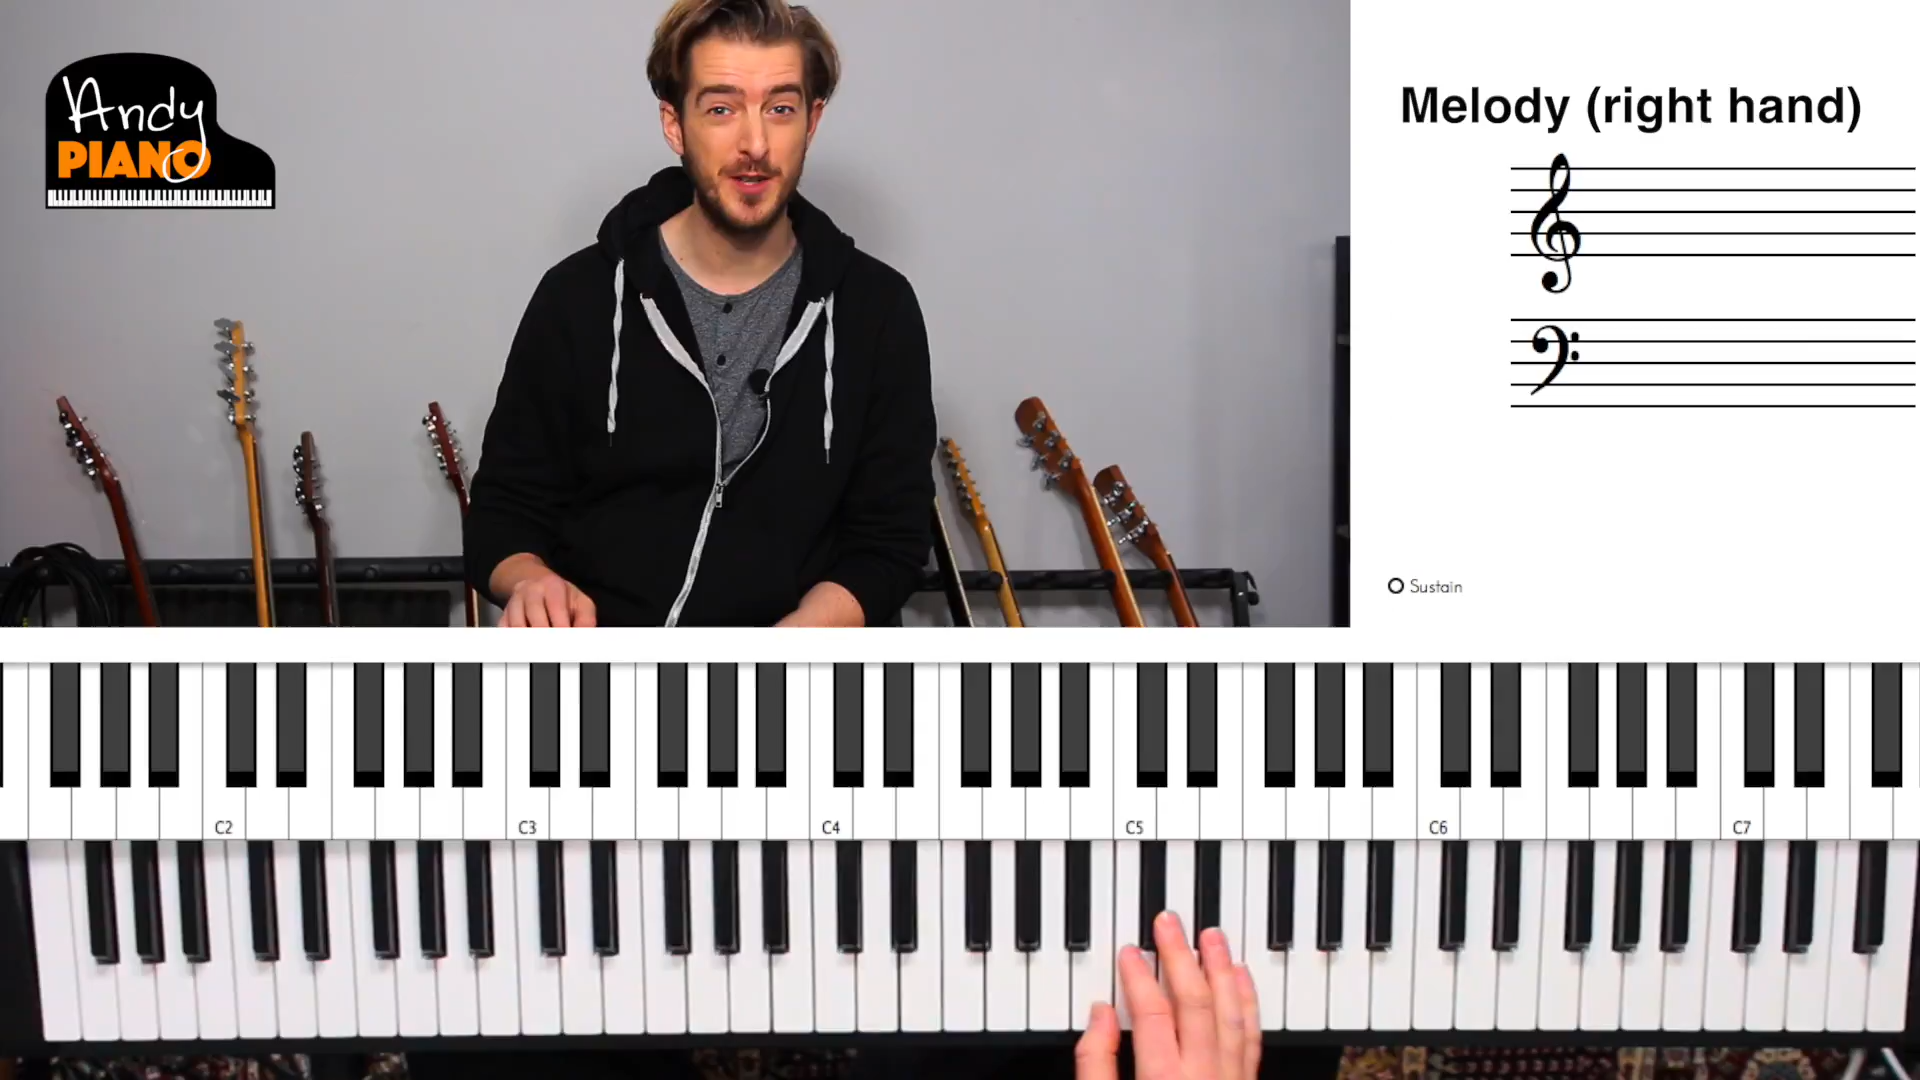 Andy
PIANO
Melody (right hand)
Sustain
C2 C3 C4 C5 C6 C7